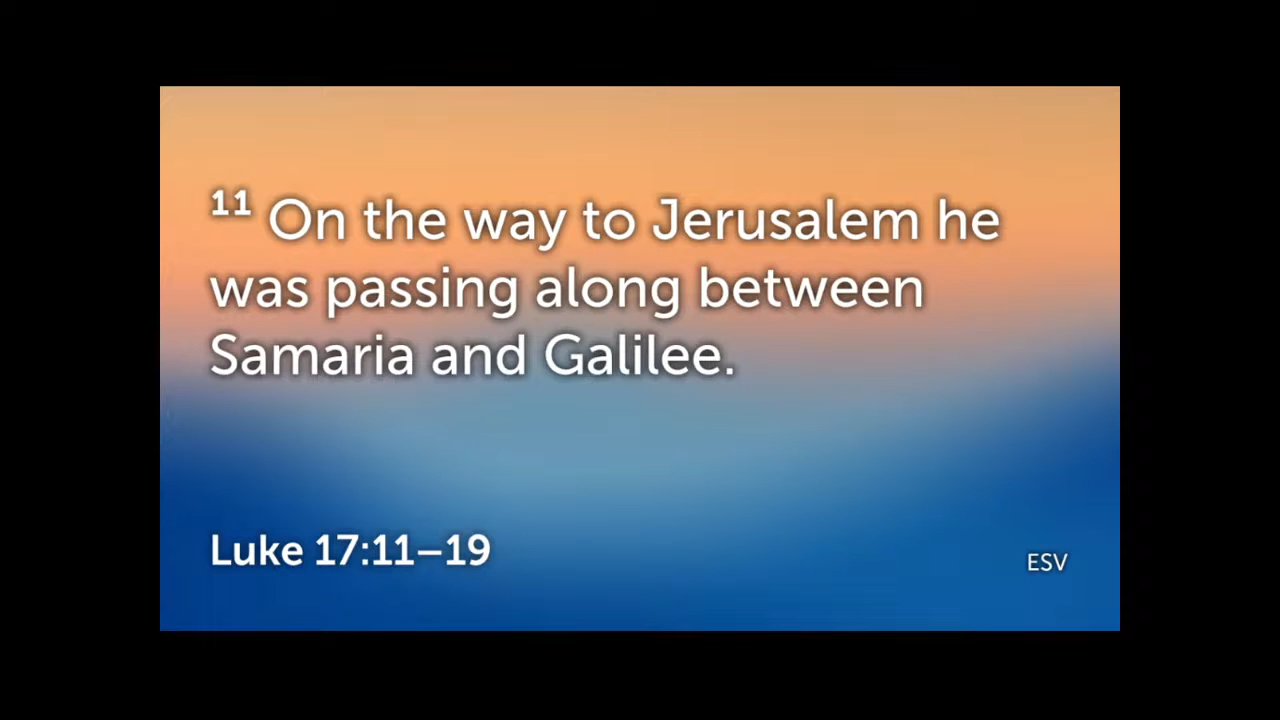 11 On the way to Jerusalem he
was passing along between
Samaria and Galilee.
Luke 17:11–19
ESV